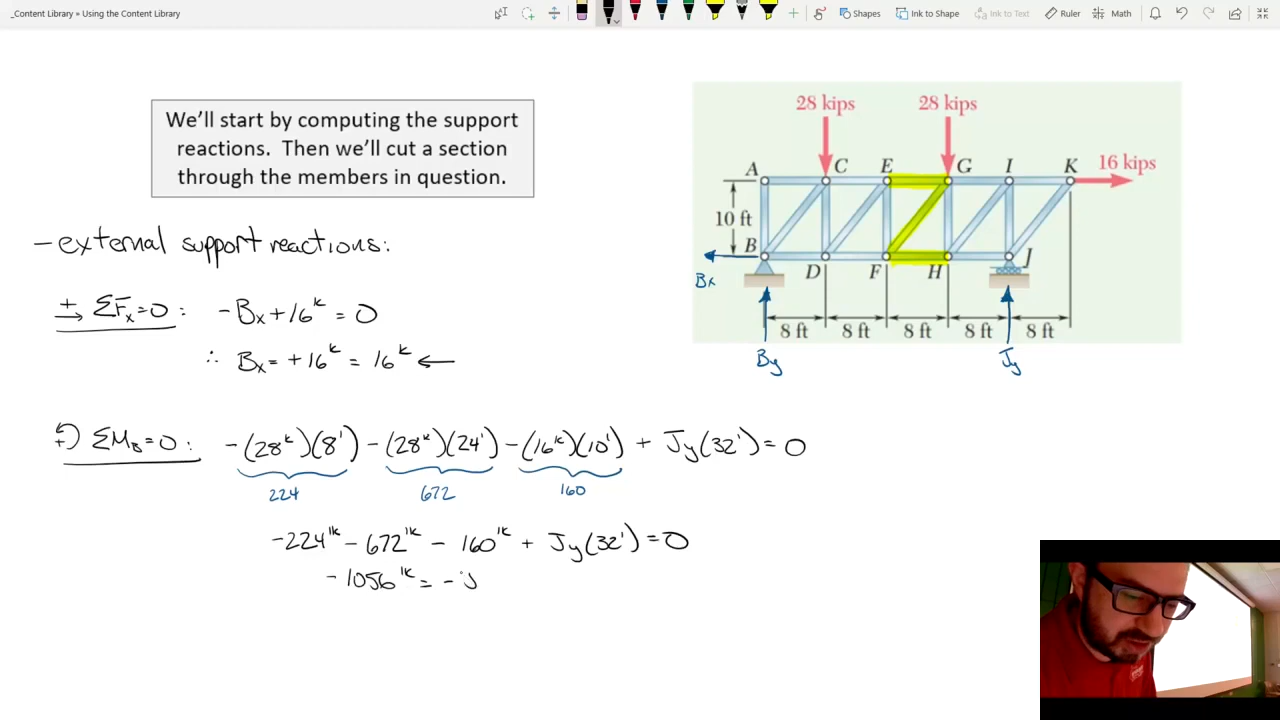 _Content Library » Using the Content Library
Shapes
Ink to Shape
Ink to Text
Ruler
Math
We'll start by computing the support
reactions. Then we'll cut a section
through the members in question.
28 kips 28 kips
A C E G I K 16 kips
10 ft
B D F H J
Bx
8 ft 8 ft 8 ft 8 ft 8 ft
By Jy
- external support reactions:
+→ ΣFx=0: -Bx+16ᵏ = 0
∴ Bx = +16ᵏ = 16ᵏ ←
↺+ ΣMB=0: -(28ᵏ)(8') - (28ᵏ)(24') - (16ᵏ)(10') + Jy(32') = 0
224 672 160
-224'ᵏ - 672'ᵏ - 160'ᵏ + Jy(32') = 0
-1056'ᵏ = -